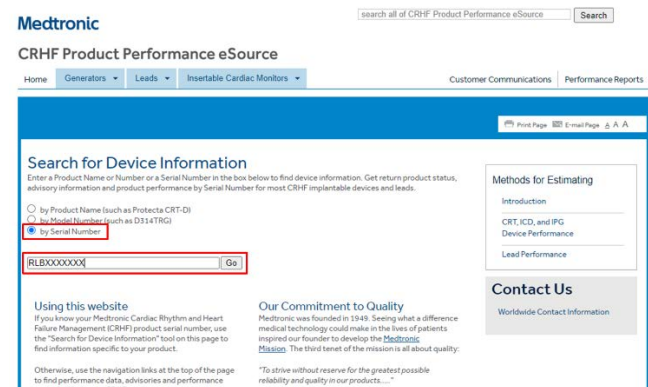 Medtronic
search all of CRHF Product Performance eSource Search
CRHF Product Performance eSource
Home Generators Leads Insertable Cardiac Monitors Customer Communications Performance Reports
Print Page E-mail Page A A A
Search for Device Information
Enter a Product Name or Number or a Serial Number in the box below to find device information. Get return product status,
advisory information and product performance by Serial Number for most CRHF implantable devices and leads.
by Product Name (such as Protecta CRT-D)
by Model Number (such as D314TRG)
by Serial Number
RLBXXXXXXX Go
Using this website
If you know your Medtronic Cardiac Rhythm and Heart
Failure Management (CRHF) product serial number, use
the "Search for Device Information" tool on this page to
find information specific to your product.
Otherwise, use the navigation links at the top of the page
to find performance data, advisories and performance
Our Commitment to Quality
Medtronic was founded in 1949. Seeing what a difference
medical technology could make in the lives of patients
inspired our founder to develop the Medtronic
Mission. The third tenet of the mission is all about quality:
"To strive without reserve for the greatest possible
reliability and quality in our products....."
Methods for Estimating
Introduction
CRT, ICD, and IPG
Device Performance
Lead Performance
Contact Us
Worldwide Contact Information